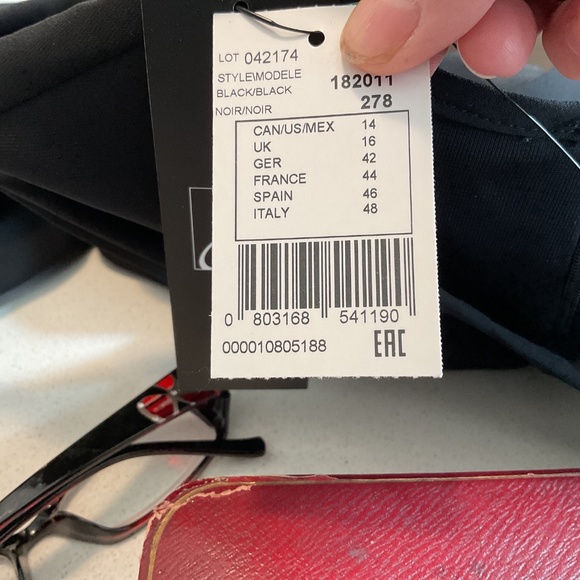 LOT 042174
STYLE\MODELE 182011
BLACK/BLACK
NOIR/NOIR 278
CAN/US/MEX 14
UK 16
GER 42
FRANCE 44
SPAIN 46
ITALY 48
0 803168 541190
000010805188
EAC